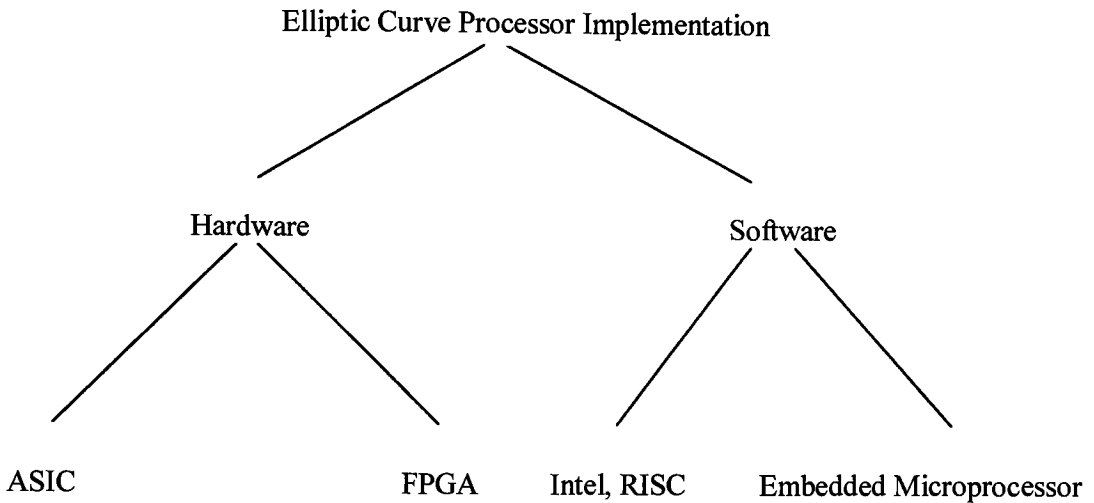 Elliptic Curve Processor Implementation
Hardware
Software
ASIC
FPGA
Intel, RISC
Embedded Microprocessor